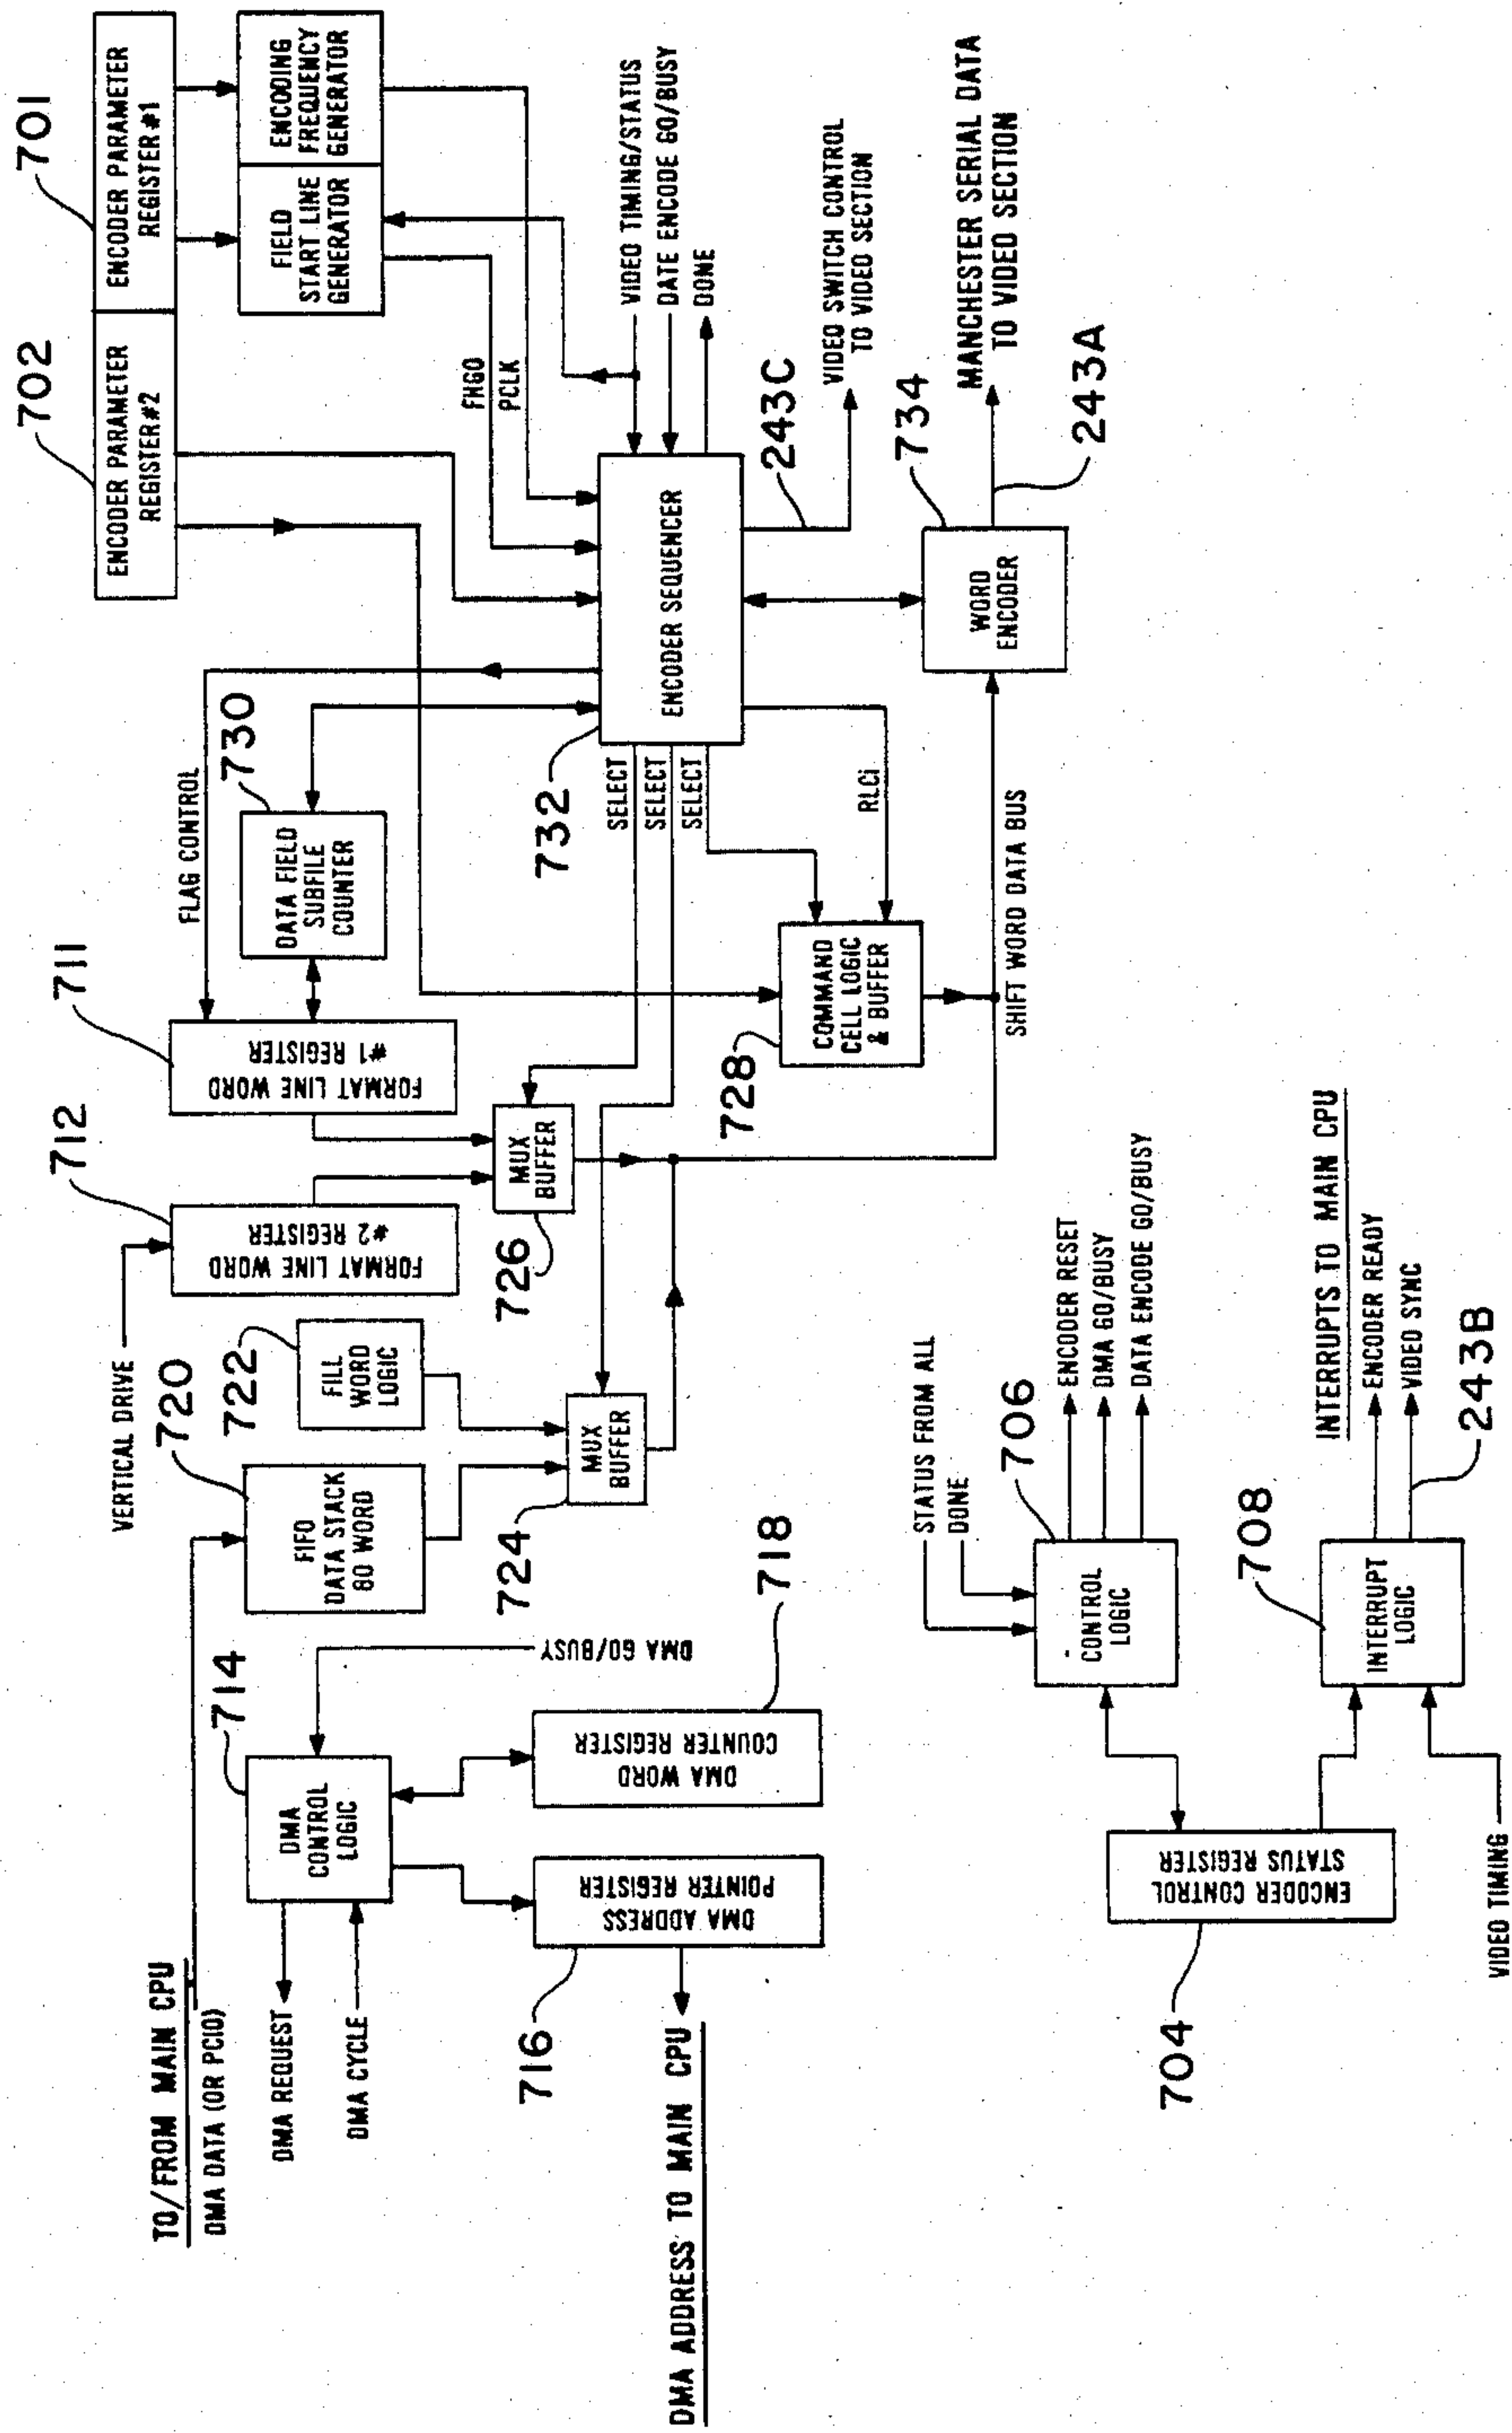 TO/FROM MAIN CPU
DMA DATA (OR PCIO)
DMA REQUEST
DMA CYCLE
716
DMA ADDRESS TO MAIN CPU
714
DMA
CONTROL
LOGIC
DMA ADDRESS
POINTER REGISTER
DMA WORD
COUNTER REGISTER
718
DMA GO/BUSY
VERTICAL DRIVE
720
FIFO
DATA STACK
80 WORD
722
FILL
WORD
LOGIC
724
MUX
BUFFER
712
FORMAT LINE WORD
#2 REGISTER
711
FORMAT LINE WORD
#1 REGISTER
726
MUX
BUFFER
FLAG CONTROL
730
DATA FIELD
SUBFILE
COUNTER
728
COMMAND
CELL LOGIC
& BUFFER
732
SELECT
SELECT
SELECT
RLCi
SHIFT WORD DATA BUS
ENCODER SEQUENCER
702
ENCODER PARAMETER
REGISTER #2
701
ENCODER PARAMETER
REGISTER #1
FIELD
START LINE
GENERATOR
ENCODING
FREQUENCY
GENERATOR
FNGO
PCLK
VIDEO TIMING/STATUS
DATE ENCODE GO/BUSY
DONE
243C
VIDEO SWITCH CONTROL
TO VIDEO SECTION
734
WORD
ENCODER
MANCHESTER SERIAL DATA
TO VIDEO SECTION
243A
704
ENCODER CONTROL
STATUS REGISTER
VIDEO TIMING
STATUS FROM ALL
DONE
706
CONTROL
LOGIC
ENCODER RESET
DMA GO/BUSY
DATA ENCODE GO/BUSY
708
INTERRUPT
LOGIC
INTERRUPTS TO MAIN CPU
ENCODER READY
VIDEO SYNC
243B